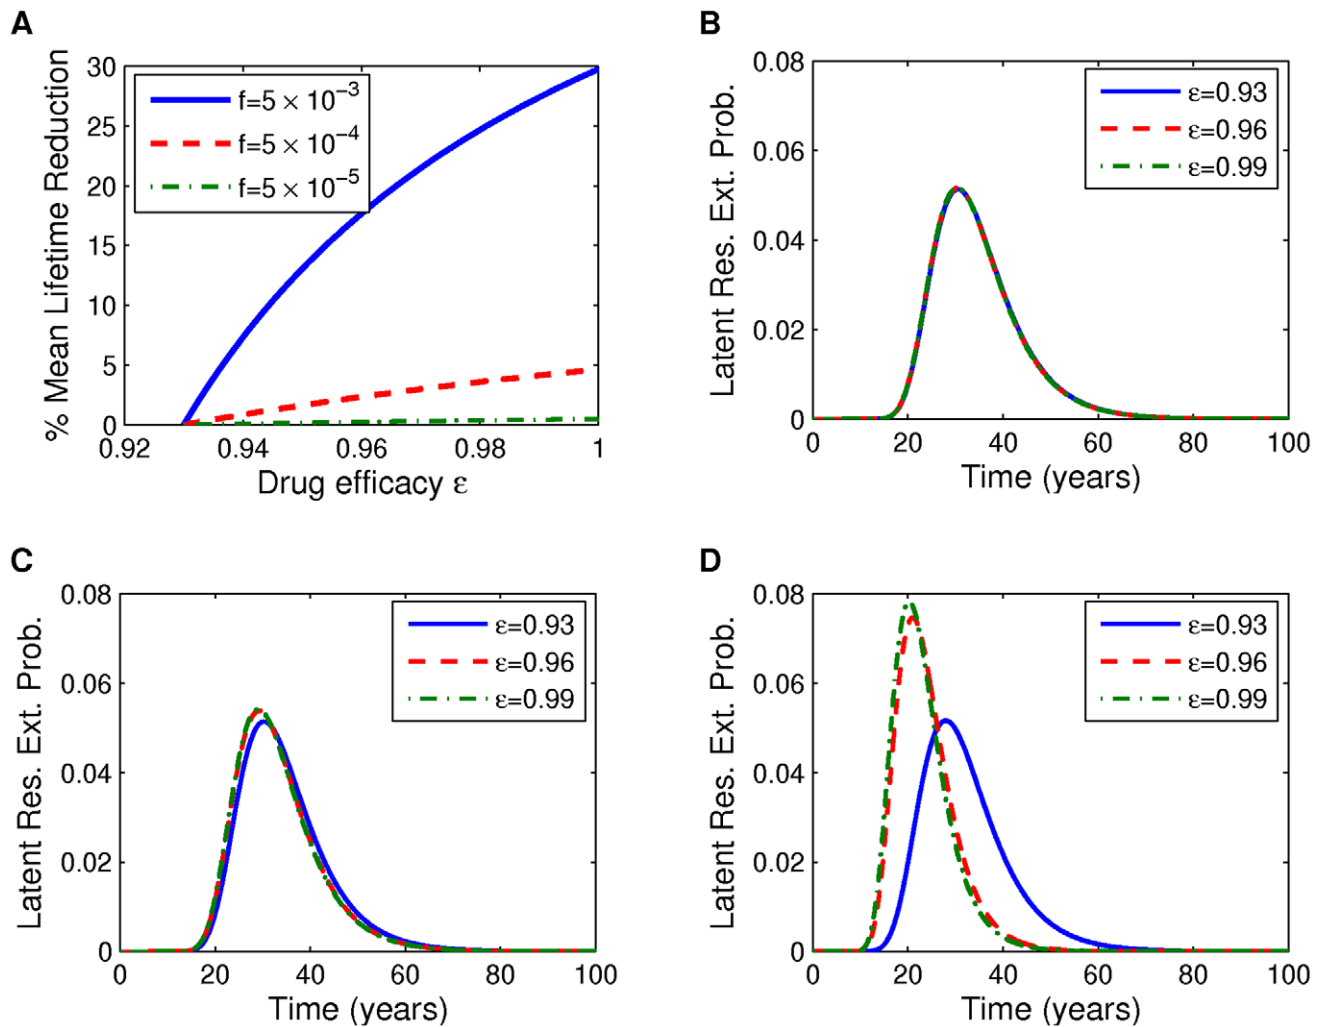 A
% Mean Lifetime Reduction
30
25
20
15
10
5
0
f=5 × 10⁻³
f=5 × 10⁻⁴
f=5 × 10⁻⁵
0.92 0.94 0.96 0.98 1
Drug efficacy ε
B
Latent Res. Ext. Prob.
0.08
0.06
0.04
0.02
0
ε=0.93
ε=0.96
ε=0.99
0 20 40 60 80 100
Time (years)
C
Latent Res. Ext. Prob.
0.08
0.06
0.04
0.02
0
ε=0.93
ε=0.96
ε=0.99
0 20 40 60 80 100
Time (years)
D
Latent Res. Ext. Prob.
0.08
0.06
0.04
0.02
0
ε=0.93
ε=0.96
ε=0.99
0 20 40 60 80 100
Time (years)